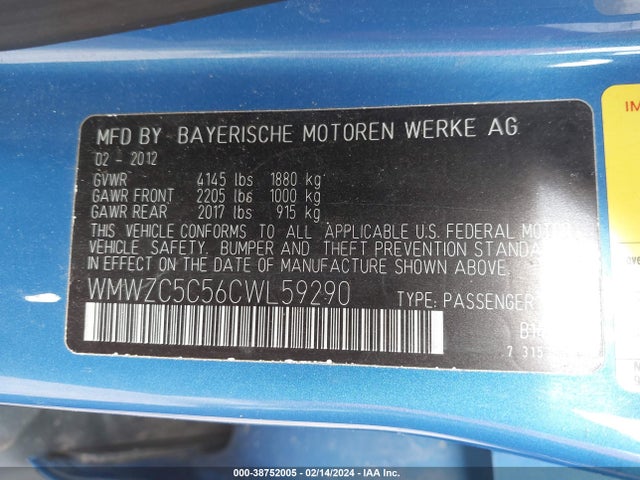 MFD BY BAYERISCHE MOTOREN WERKE AG
02 - 2012
GVWR 4145 lbs 1880 kg
GAWR FRONT 2205 lbs 1000 kg
GAWR REAR 2017 lbs 915 kg
THIS VEHICLE CONFORMS TO ALL APPLICABLE U.S. FEDERAL MOTOR
VEHICLE SAFETY, BUMPER AND THEFT PREVENTION
IN EFFECT ON THE DATE OF MANUFACTURE SHOWN ABOVE.
WMWZC5C56CWL59290 TYPE: PASSENGER
7 315
000-38752005 - 02/14/2024 - IAA Inc.